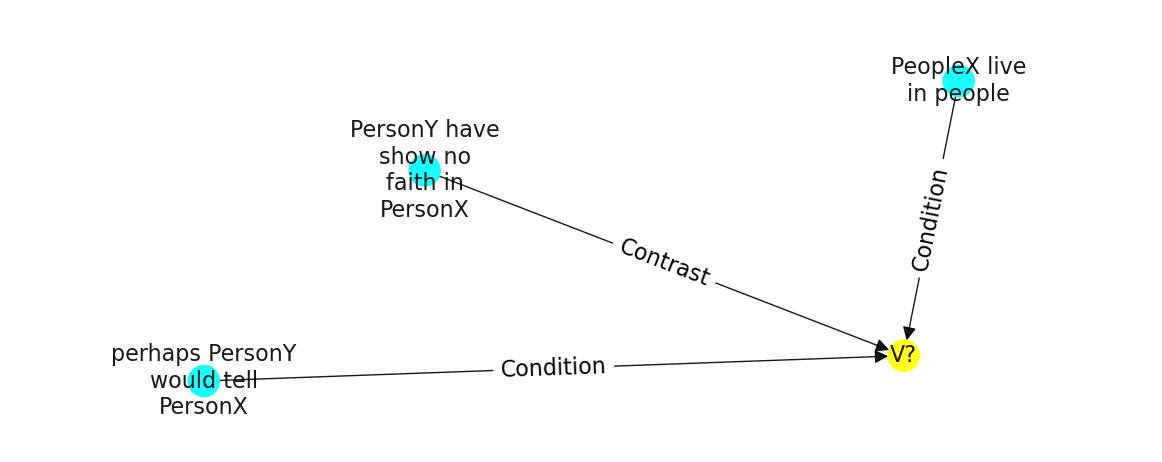 PeopleX live
in people
PersonY have
show no
faith in
PersonX
Condition
Contrast
perhaps PersonY
would tell
PersonX
Condition
V?